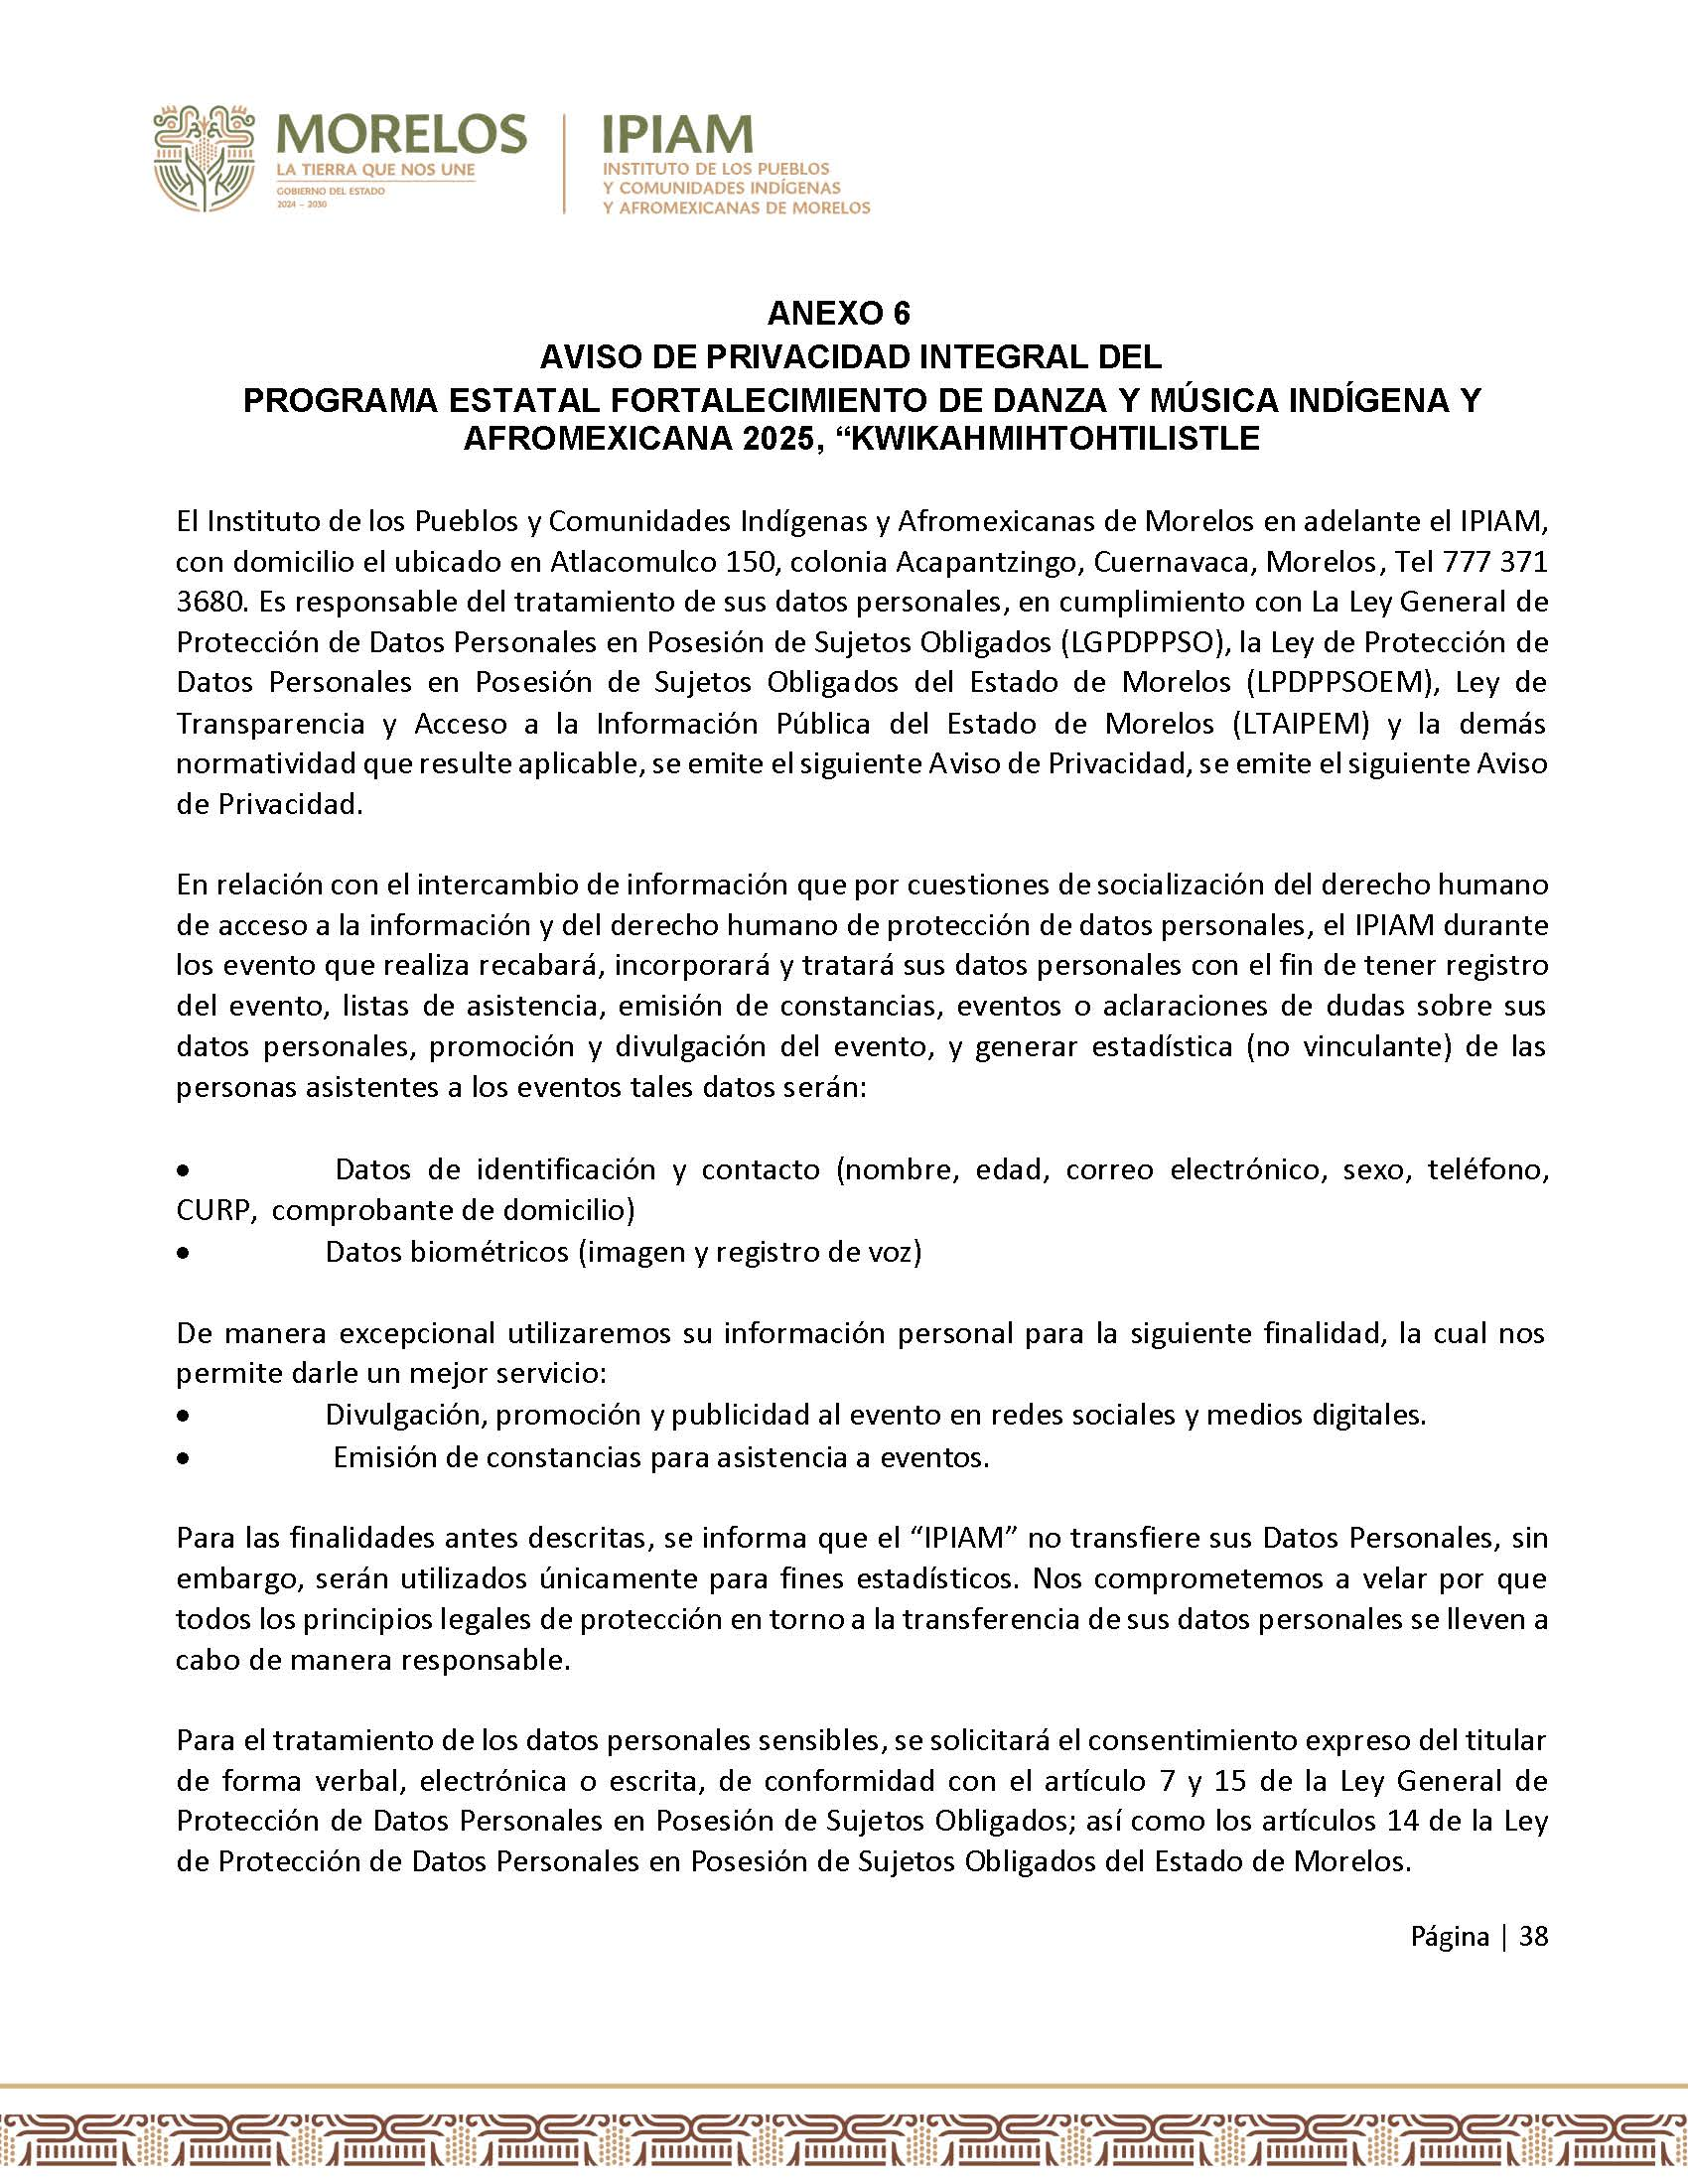 MORELOS
LA TIERRA QUE NOS UNE
GOBIERNO DEL ESTADO
2024 – 2030
IPIAM
INSTITUTO DE LOS PUEBLOS
Y COMUNIDADES INDÍGENAS
Y AFROMEXICANAS DE MORELOS
ANEXO 6
AVISO DE PRIVACIDAD INTEGRAL DEL
PROGRAMA ESTATAL FORTALECIMIENTO DE DANZA Y MÚSICA INDÍGENA Y
AFROMEXICANA 2025, “KWIKAHMIHTOHTILISTLE
El Instituto de los Pueblos y Comunidades Indígenas y Afromexicanas de Morelos en adelante el IPIAM,
con domicilio el ubicado en Atlacomulco 150, colonia Acapantzingo, Cuernavaca, Morelos, Tel 777 371
3680. Es responsable del tratamiento de sus datos personales, en cumplimiento con La Ley General de
Protección de Datos Personales en Posesión de Sujetos Obligados (LGPDPPSO), la Ley de Protección de
Datos Personales en Posesión de Sujetos Obligados del Estado de Morelos (LPDPPSOEM), Ley de
Transparencia y Acceso a la Información Pública del Estado de Morelos (LTAIPEM) y la demás
normatividad que resulte aplicable, se emite el siguiente Aviso de Privacidad, se emite el siguiente Aviso
de Privacidad.
En relación con el intercambio de información que por cuestiones de socialización del derecho humano
de acceso a la información y del derecho humano de protección de datos personales, el IPIAM durante
los evento que realiza recabará, incorporará y tratará sus datos personales con el fin de tener registro
del evento, listas de asistencia, emisión de constancias, eventos o aclaraciones de dudas sobre sus
datos personales, promoción y divulgación del evento, y generar estadística (no vinculante) de las
personas asistentes a los eventos tales datos serán:
• Datos de identificación y contacto (nombre, edad, correo electrónico, sexo, teléfono,
CURP, comprobante de domicilio)
• Datos biométricos (imagen y registro de voz)
De manera excepcional utilizaremos su información personal para la siguiente finalidad, la cual nos
permite darle un mejor servicio:
• Divulgación, promoción y publicidad al evento en redes sociales y medios digitales.
• Emisión de constancias para asistencia a eventos.
Para las finalidades antes descritas, se informa que el “IPIAM” no transfiere sus Datos Personales, sin
embargo, serán utilizados únicamente para fines estadísticos. Nos comprometemos a velar por que
todos los principios legales de protección en torno a la transferencia de sus datos personales se lleven a
cabo de manera responsable.
Para el tratamiento de los datos personales sensibles, se solicitará el consentimiento expreso del titular
de forma verbal, electrónica o escrita, de conformidad con el artículo 7 y 15 de la Ley General de
Protección de Datos Personales en Posesión de Sujetos Obligados; así como los artículos 14 de la Ley
de Protección de Datos Personales en Posesión de Sujetos Obligados del Estado de Morelos.
Página | 38